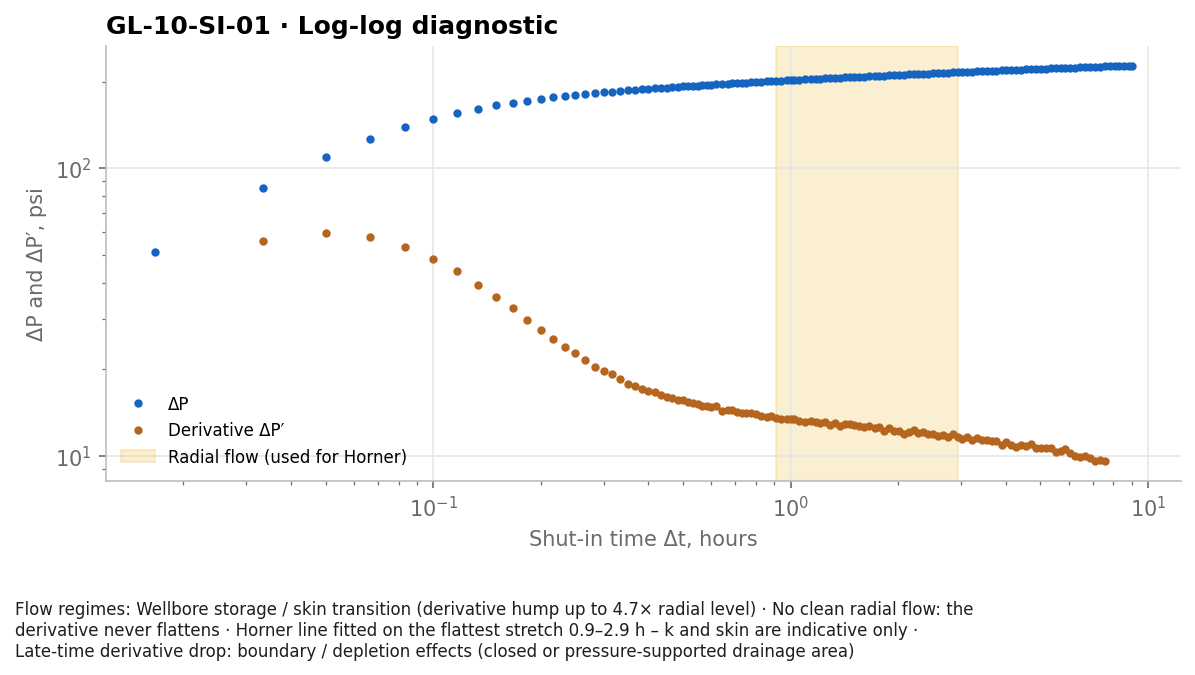 GL-10-SI-01 · Log-log diagnostic
ΔP and ΔP′, psi
10²
10¹
ΔP
Derivative ΔP′
Radial flow (used for Horner)
10⁻¹
10⁰
10¹
Shut-in time Δt, hours
Flow regimes: Wellbore storage / skin transition (derivative hump up to 4.7× radial level) · No clean radial flow: the
derivative never flattens · Horner line fitted on the flattest stretch 0.9–2.9 h – k and skin are indicative only ·
Late-time derivative drop: boundary / depletion effects (closed or pressure-supported drainage area)